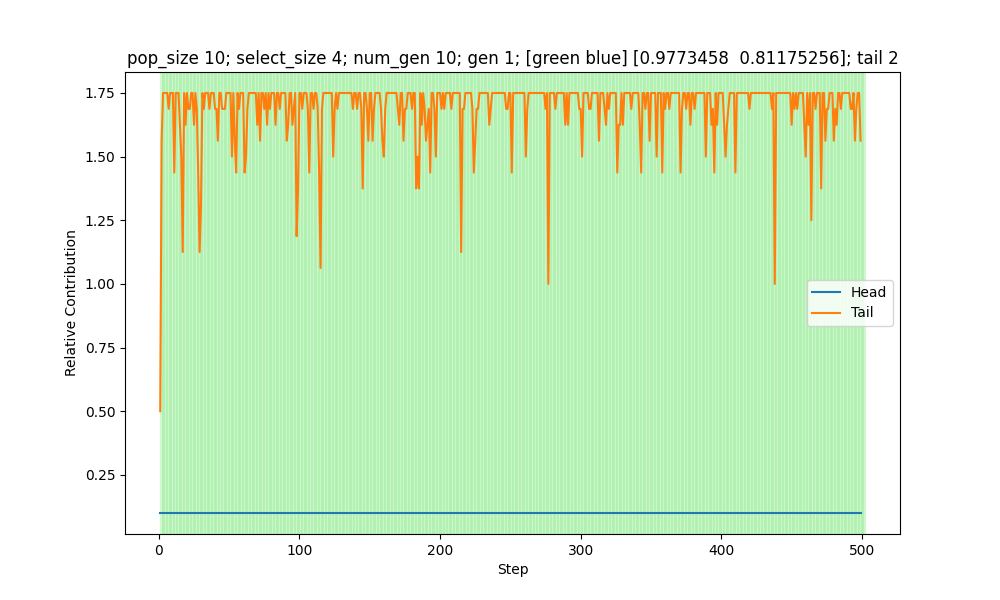 pop_size 10; select_size 4; num_gen 10; gen 1; [green blue] [0.9773458  0.81175256]; tail 2
1.75
1.50
1.25
1.00
0.75
0.50
0.25
Relative Contribution
Head
Tail
0 100 200 300 400 500
Step